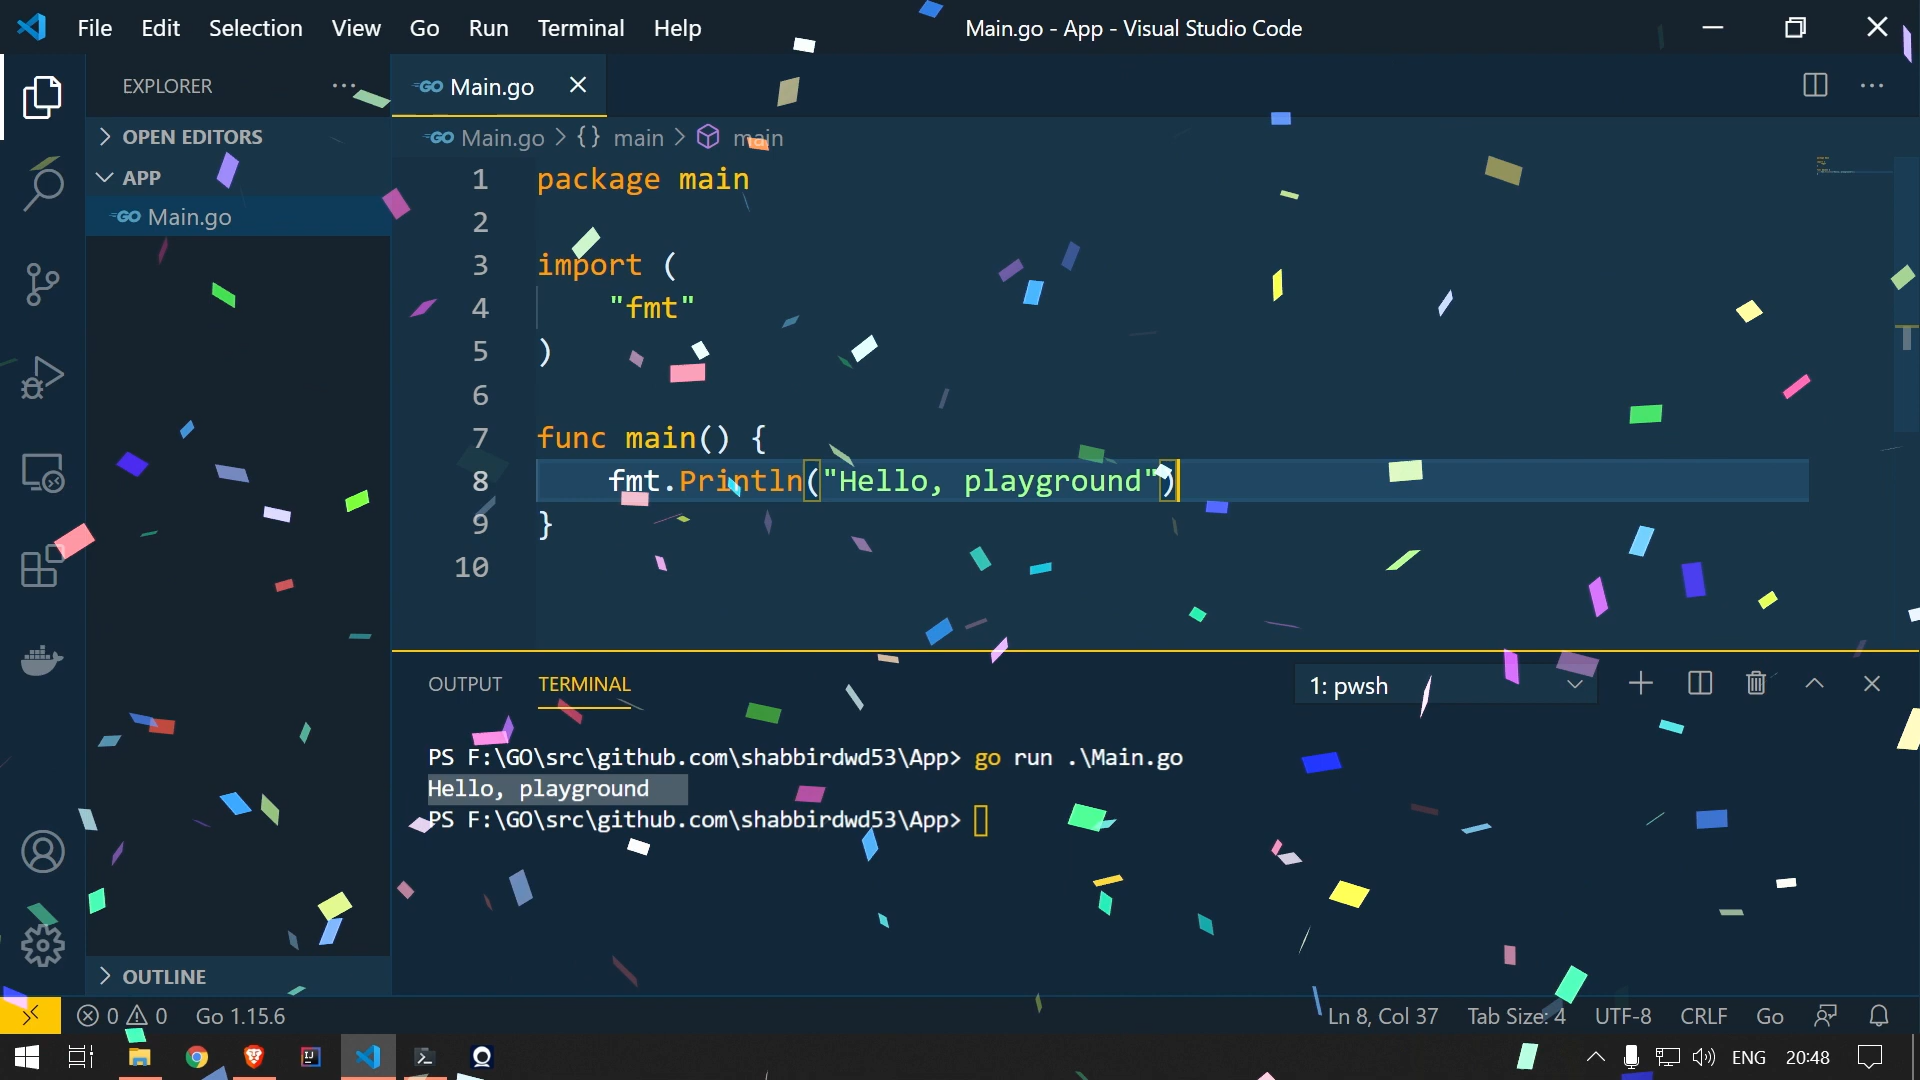 File Edit Selection View Go Run Terminal Help Main.go - App - Visual Studio Code
EXPLORER ···
GO Main.go
OPEN EDITORS
GO Main.go > {} main > main
APP
GO Main.go
1 package main
2
3 import (
4 "fmt"
5 )
6
7 func main() {
8 fmt.Println("Hello, playground")
9 }
10
OUTPUT TERMINAL 1: pwsh
PS F:\GO\src\github.com\shabbirdwd53\App> go run .\Main.go
Hello, playground
PS F:\GO\src\github.com\shabbirdwd53\App>
OUTLINE
0 0 Go 1.15.6 Ln 8, Col 37 Tab Size: 4 UTF-8 CRLF Go
IJ ENG 20:48